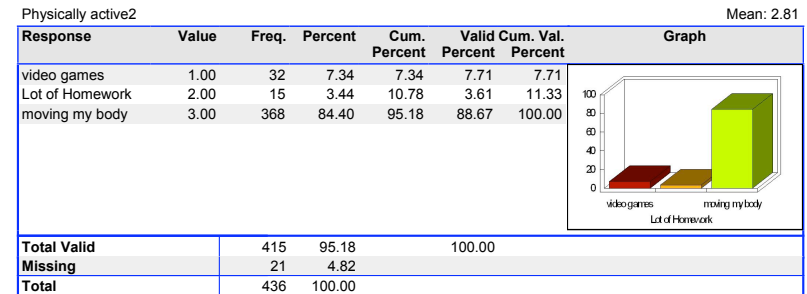 Physically active2 Mean: 2.81
Response Value Freq. Percent Cum. Percent Valid Percent Cum. Val. Percent Graph
video games 1.00 32 7.34 7.34 7.71 7.71
Lot of Homework 2.00 15 3.44 10.78 3.61 11.33
moving my body 3.00 368 84.40 95.18 88.67 100.00
100
80
60
40
20
0
video games moving my body
Lot of Homework
Total Valid 415 95.18 100.00
Missing 21 4.82
Total 436 100.00